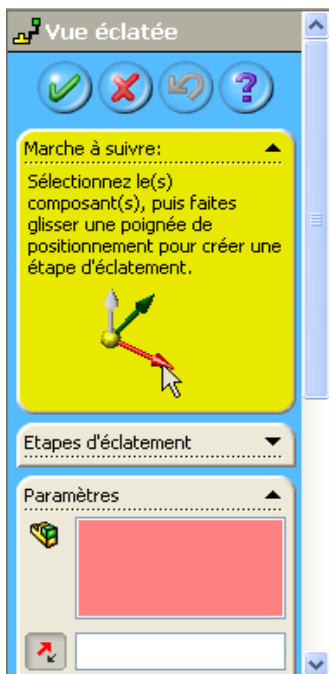 Vue éclatée
?
Marche à suivre:
Sélectionnez le(s)
composant(s), puis faites
glisser une poignée de
positionnement pour créer une
étape d'éclatement.
Etapes d'éclatement
Paramètres